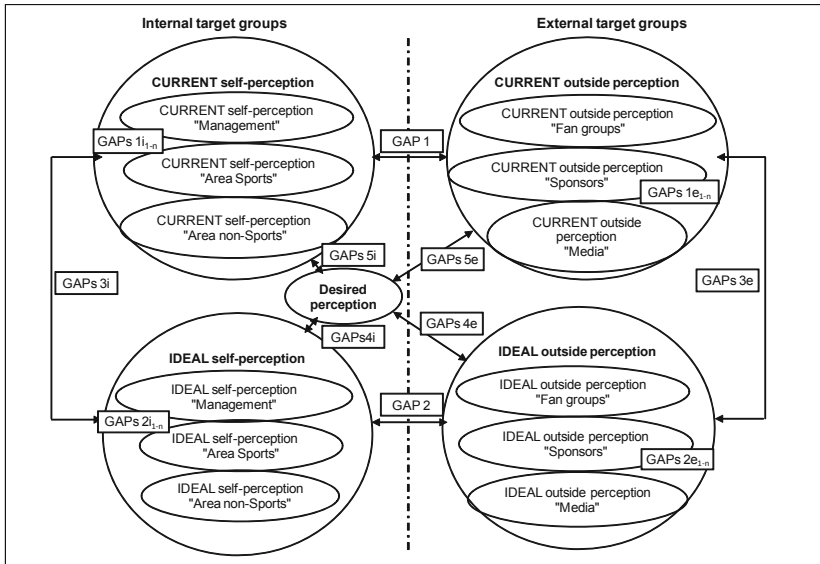 Internal target groups
External target groups
CURRENT self-perception
CURRENT self-perception
"Management"
GAPs 1i1-n
CURRENT self-perception
"Area Sports"
CURRENT self-perception
"Area non-Sports"
GAP 1
CURRENT outside perception
CURRENT outside perception
"Fan groups"
CURRENT outside perception
"Sponsors"
GAPs 1e1-n
CURRENT outside
perception
"Media"
GAPs 5i
GAPs 5e
GAPs 3i
Desired
perception
GAPs 3e
GAPs4i
GAPs 4e
IDEAL self-perception
IDEAL self-perception
"Management"
GAPs 2i1-n
IDEAL self-perception
"Area Sports"
IDEAL self-perception
"Area non-Sports"
GAP 2
IDEAL outside perception
IDEAL outside perception
"Fan groups"
IDEAL outside perception
"Sponsors"
GAPs 2e1-n
IDEAL outside perception
"Media"